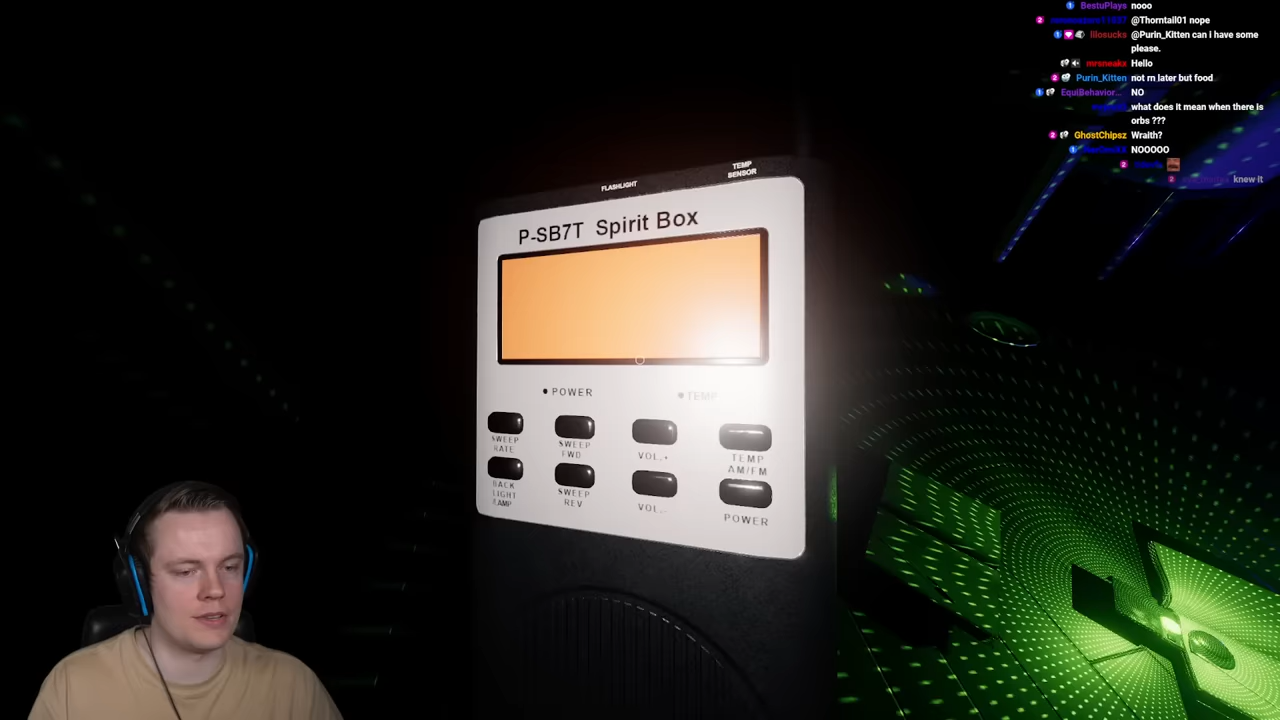 BestuPlays nooo
@Thorntail01 nope
lilosucks @Purin_Kitten can i have some
please.
mrsneaks Hello
Purin_Kitten not rn later but food
EquiBehavior... NO
what does it mean when there is
orbs ???
GhostChipsz Wraith?
NOOOOO
knew it
FLASHLIGHT
TEMP
SENSOR
P-SB7T Spirit Box
POWER
TEMP
SWEEP
RATE
SWEEP
FWD
VOL.+
TEMP
AM/FM
BACK
LIGHT
LAMP
SWEEP
REV
VOL.-
POWER